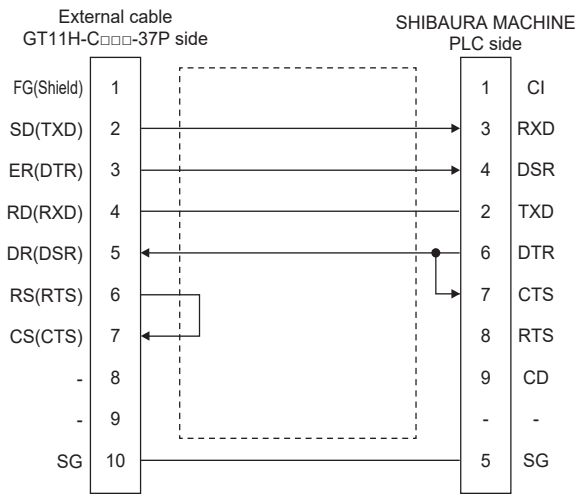 External cable
GT11H-C□□□-37P side
SHIBAURA MACHINE
PLC side
FG(Shield) 1 1 CI
SD(TXD) 2 3 RXD
ER(DTR) 3 4 DSR
RD(RXD) 4 2 TXD
DR(DSR) 5 6 DTR
RS(RTS) 6 7 CTS
CS(CTS) 7 8 RTS
- 8 9 CD
- 9 - -
SG 10 5 SG